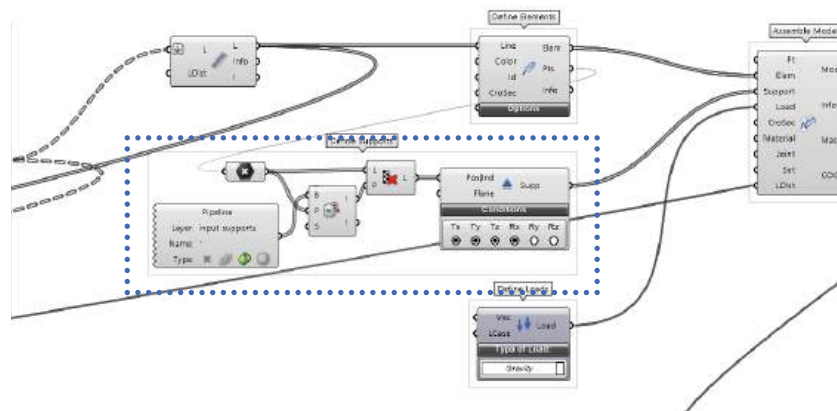 Define Elements
Assemble Model
L
L
LDist
Info
I
Line
Color
Id
CroSec
Elem
Pts
Info
Options
Pt
Elem
Support
Load
CroSec
Material
Joint
Set
LDist
Info
Define Supports
Pipeline
Layer: input supports
Name: *
Type:
B
P
S
I
I
L
P
L
Pos|Ind
Plane
Supp
Conditions
Tx Ty Tz Rx Ry Rz
Define Loads
Vec
LCase
Load
Type of Load:
Gravity